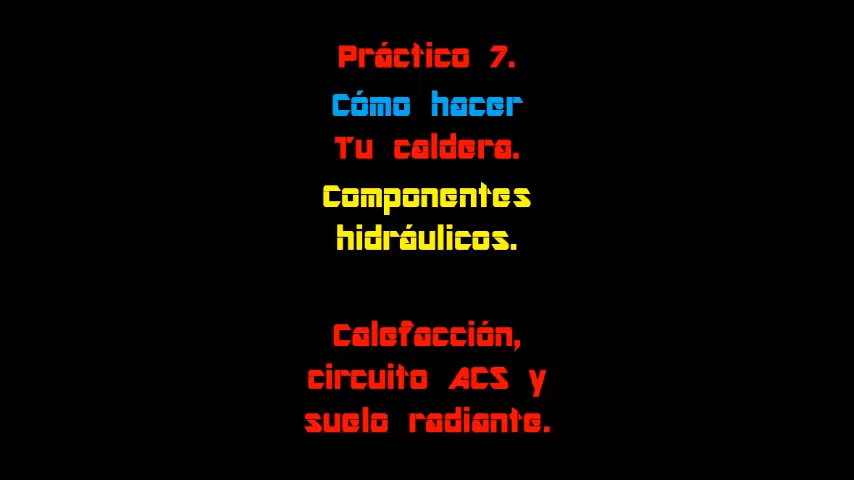 Práctico 7.
Cómo hacer
Tu caldera.
Componentes
hidráulicos.
Calefacción,
circuito ACS y
suelo radiante.